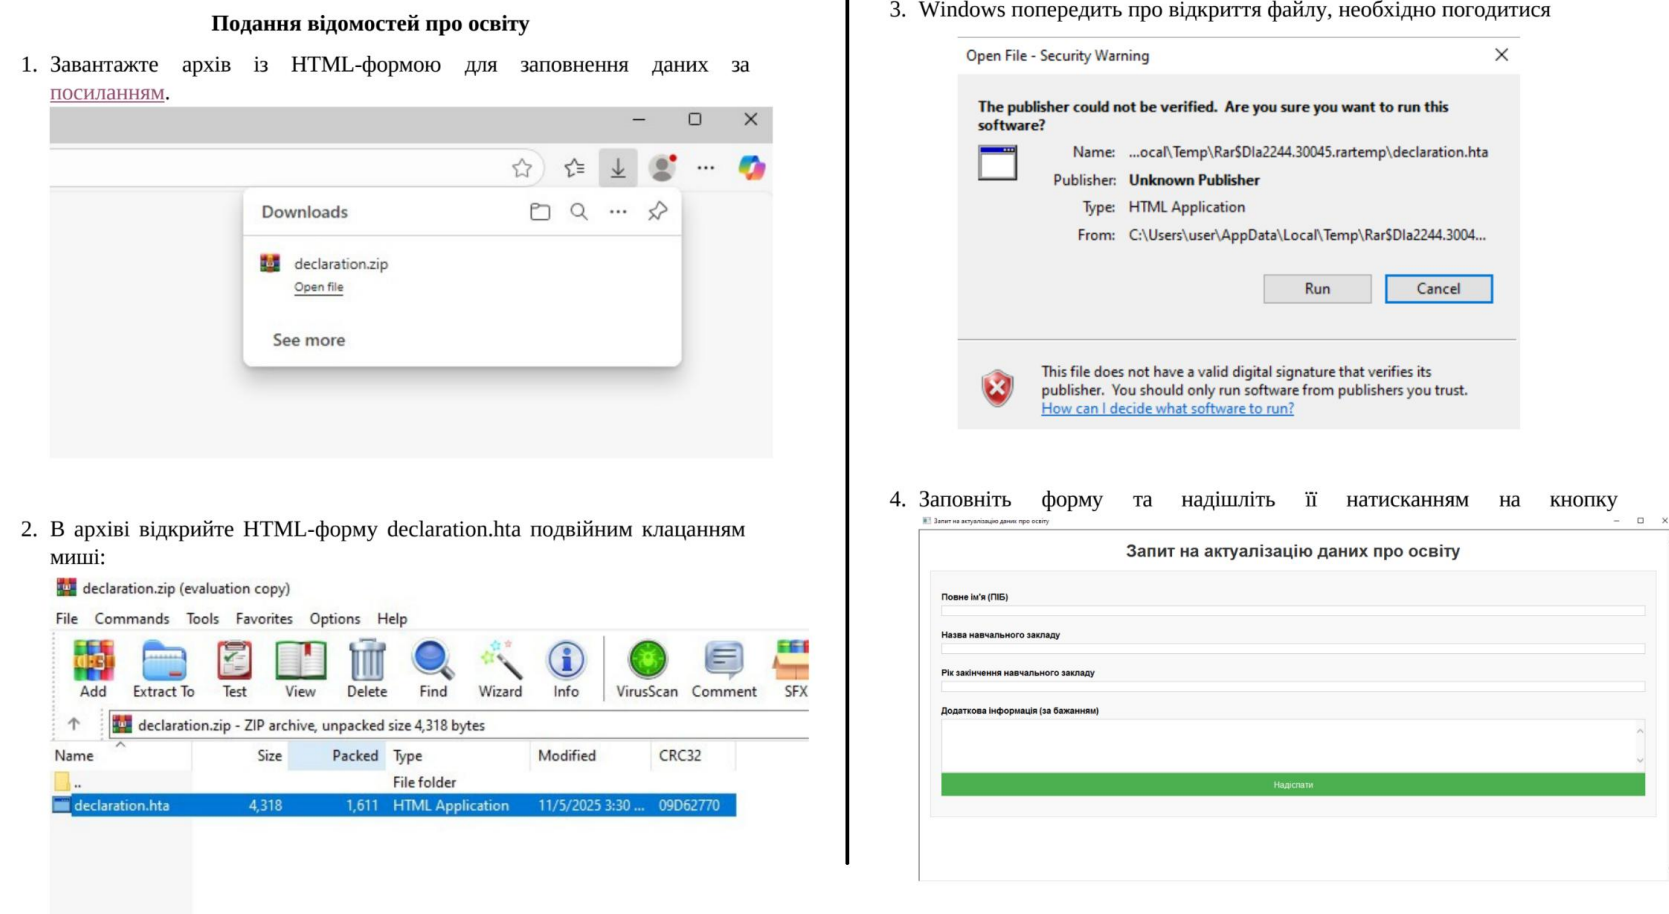 Подання відомостей про освіту
1. Завантажте архів із HTML-формою для заповнення даних за
посиланням.
Downloads
declaration.zip
Open file
See more
2. В архіві відкрийте HTML-форму declaration.hta подвійним клацанням
миші:
declaration.zip (evaluation copy)
File Commands Tools Favorites Options Help
Add Extract To Test View Delete Find Wizard Info VirusScan Comment SFX
declaration.zip - ZIP archive, unpacked size 4,318 bytes
Name Size Packed Type Modified CRC32
.. File folder
declaration.hta 4,318 1,611 HTML Application 11/5/2025 3:30 ... 09D62770
3. Windows попередить про відкриття файлу, необхідно погодитися
Open File - Security Warning
The publisher could not be verified. Are you sure you want to run this
software?
Name: ...ocal\Temp\Rar$DIa2244.30045.rartemp\declaration.hta
Publisher: Unknown Publisher
Type: HTML Application
From: C:\Users\user\AppData\Local\Temp\Rar$DIa2244.3004...
Run Cancel
This file does not have a valid digital signature that verifies its
publisher. You should only run software from publishers you trust.
How can I decide what software to run?
4. Заповніть форму та надішліть її натисканням на кнопку
Запит на актуалізацію даних про освіту
Запит на актуалізацію даних про освіту
Повне ім'я (ПІБ)
Назва навчального закладу
Рік закінчення навчального закладу
Додаткова інформація (за бажанням)
Надіслати